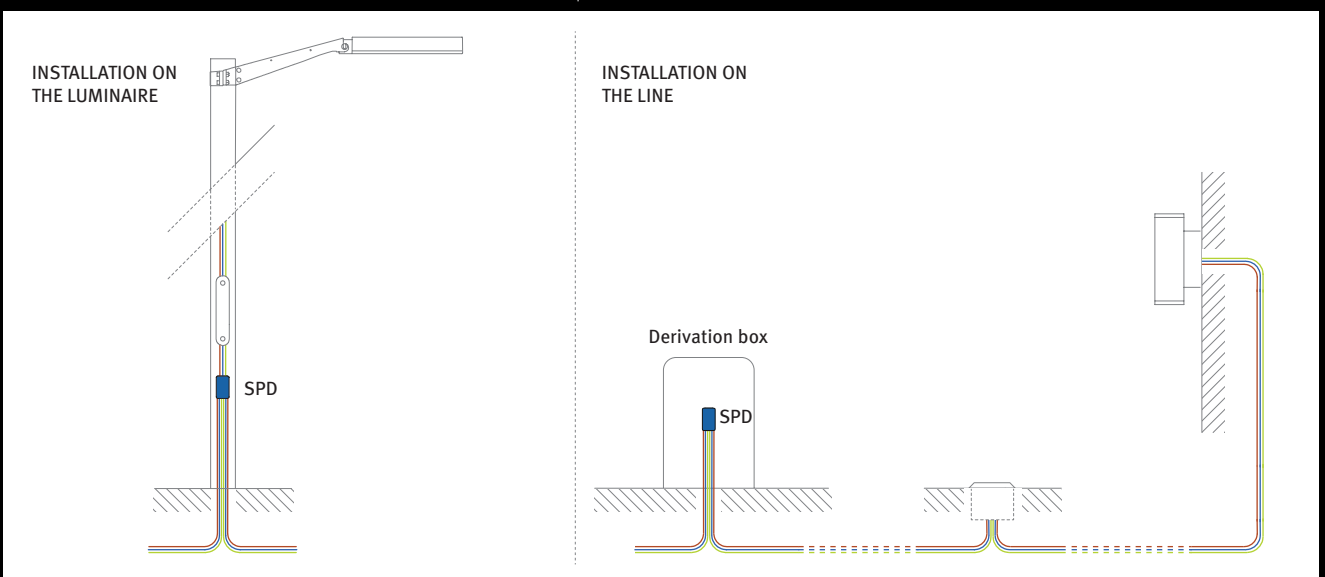 INSTALLATION ON
THE LUMINAIRE
SPD
INSTALLATION ON
THE LINE
Derivation box
SPD